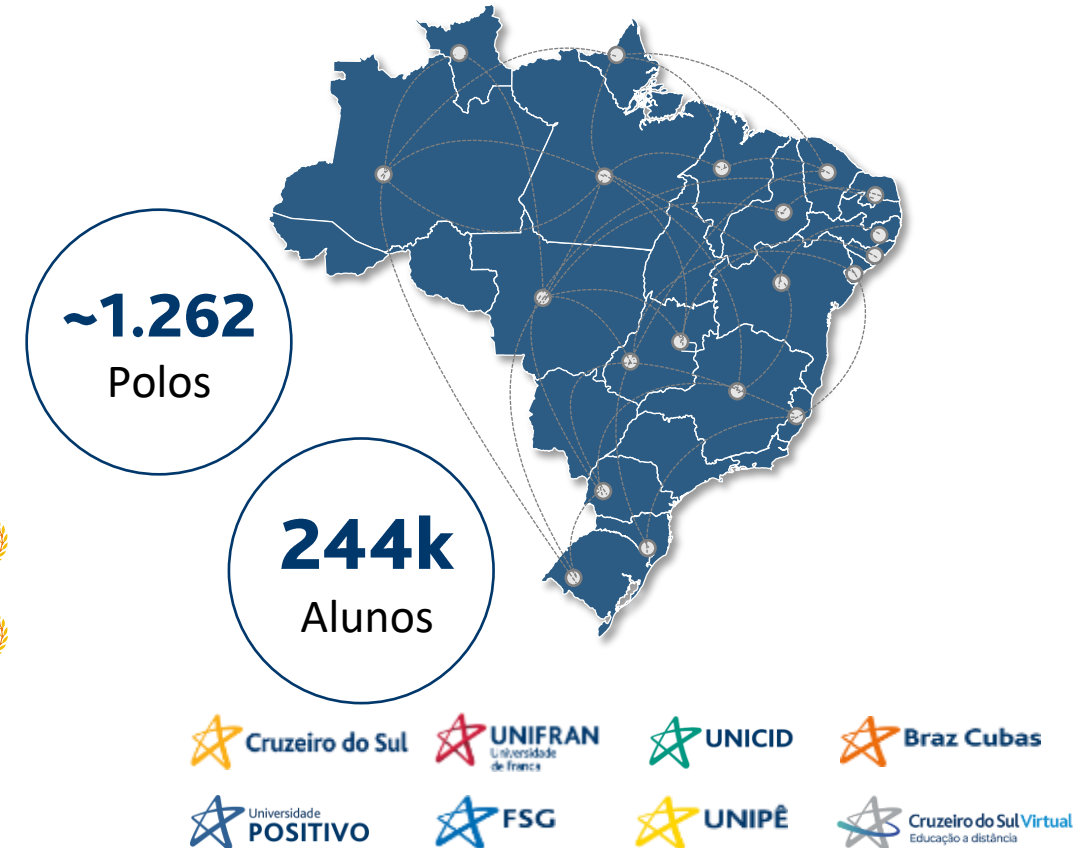 ~1.262
Polos
244k
Alunos
Cruzeiro do Sul
UNIFRAN
Universidade
de Franca
UNICID
Braz Cubas
Universidade
POSITIVO
FSG
UNIPÊ
Cruzeiro do Sul Virtual
Educação a distância